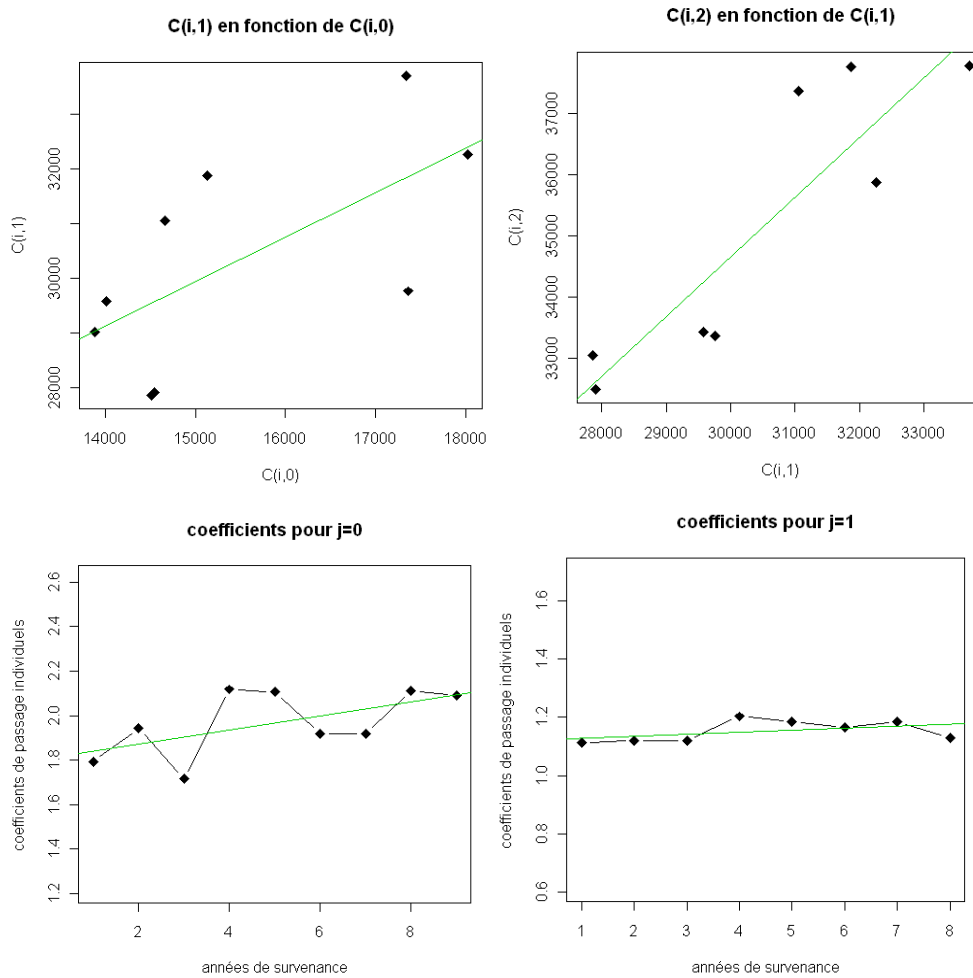 C(i,1) en fonction de C(i,0)
C(i,1)
28000
30000
32000
14000 15000 17000 18000
C(i,0)
C(i,2) en fonction de C(i,1)
C(i,2)
33000
34000
35000
36000
37000
28000 29000 30000 31000 32000 33000
C(i,1)
coefficients pour j=0
coefficients de passage individuels
1.2
1.4
1.6
1.8
2.0
2.2
2.4
2.6
2 4 6 8
années de survenance
coefficients pour j=1
coefficients de passage individuels
0.6
0.8
1.0
1.2
1.4
1.6
1 2 3 4 5 6 7 8
années de survenance